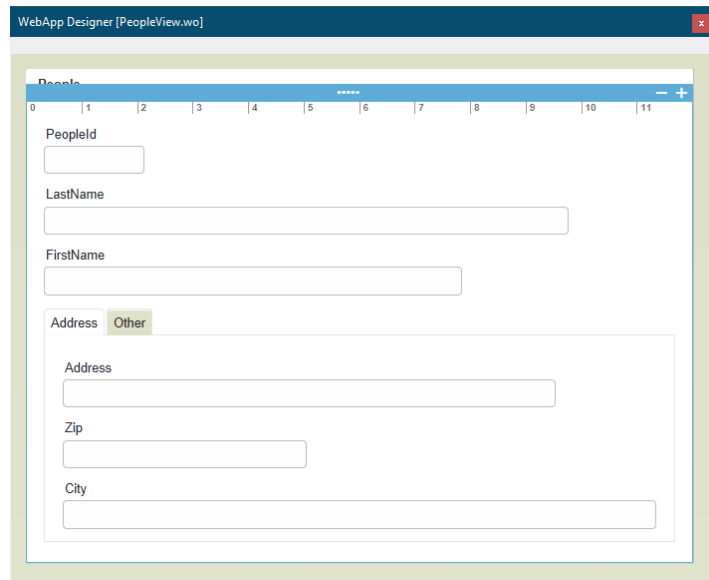 WebApp Designer [PeopleView.wo]
x
People
0 1 2 3 4 5 6 7 8 9 10 11
PeopleId
LastName
FirstName
Address Other
Address
Zip
City